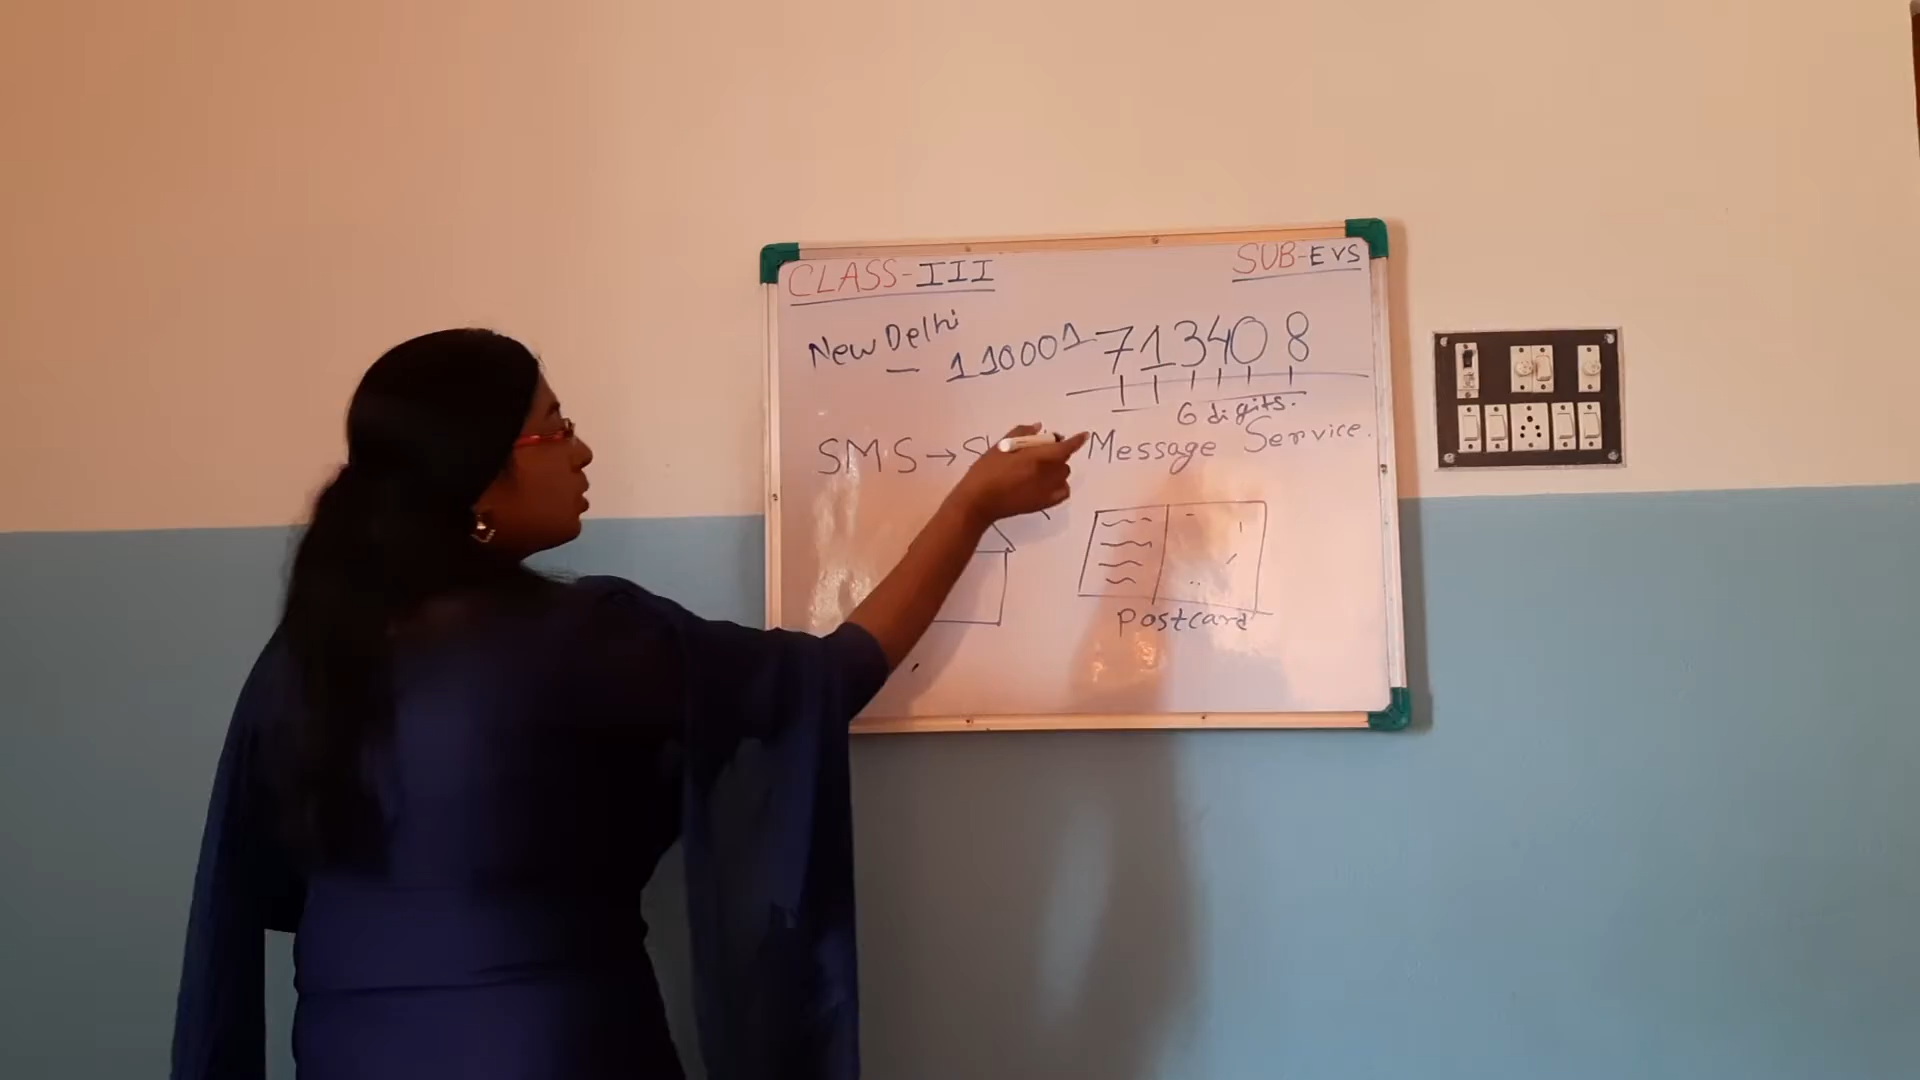 CLASS-III
SUB-EVS
New Delhi
- 110001
713408
6 digits.
SMS → Message Service.
Postcard